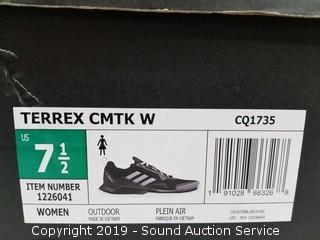 TERREX CMTK W
CQ1735
US
7 1/2
ITEM NUMBER
1226041
1 91028 66326 8
WOMEN
OUTDOOR
MADE IN VIETNAM
PLEIN AIR
FABRIQUÉ EN VIETNAM
Copyright 2019 - Sound Auction Service